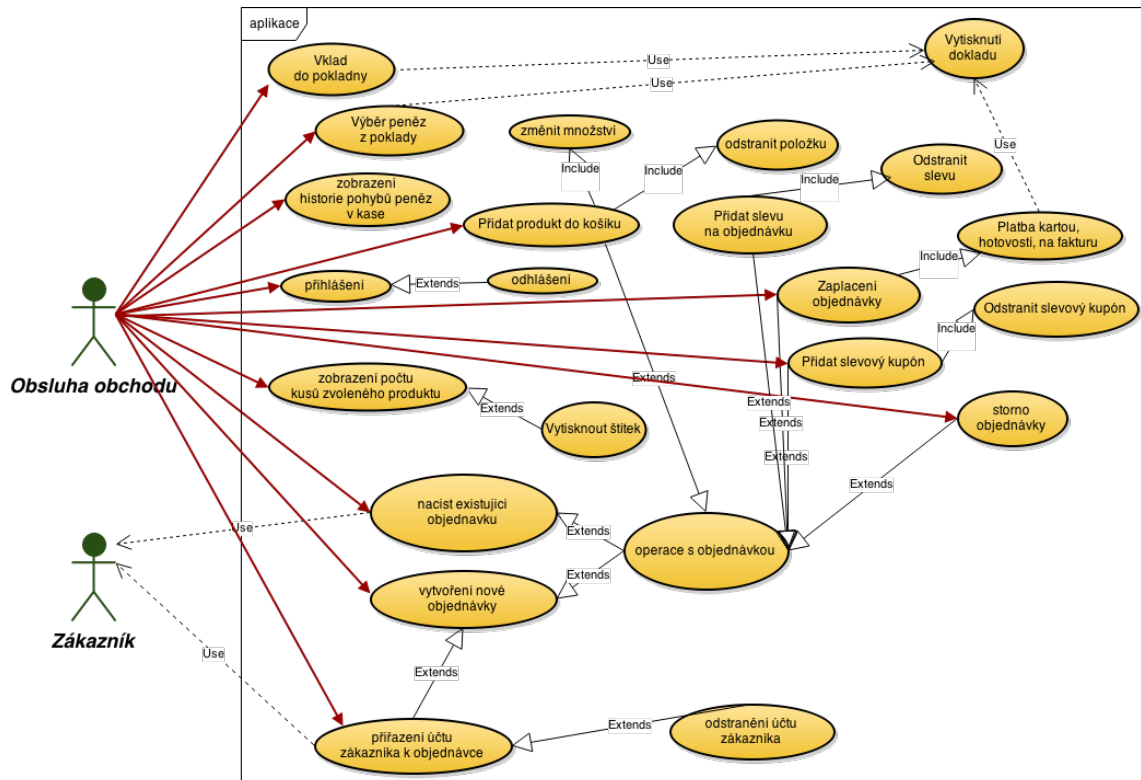 aplikace
Vklad
do pokladny
Use
Vytisknutí
dokladu
Výběr peněz
z poklady
Use
změnit množství
odstranit položku
Use
Include
Include
Odstranit
slevu
Include
zobrazení
historie pohybů peněz
v kase
Přidat produkt do košíku
Přidat slevu
na objednávku
Platba kartou,
hotovosti, na fakturu
Include
přihlášení
Extends
odhlášení
Zaplacení
objednávky
Odstranit slevový kupón
Include
Obsluha obchodu
Přidat slevový kupón
zobrazení počtu
kusů zvoleného produktu
Extends
Extends
Extends
Extends
Extends
Vytisknout štítek
storno
objednávky
Extends
nacist existujici
objednavku
Use
Extends
operace s objednávkou
Extends
vytvoření nové
objednávky
Zákazník
Use
Extends
přiřazení účtu
zákazníka k objednávce
Extends
odstranění účtu
zákazníka